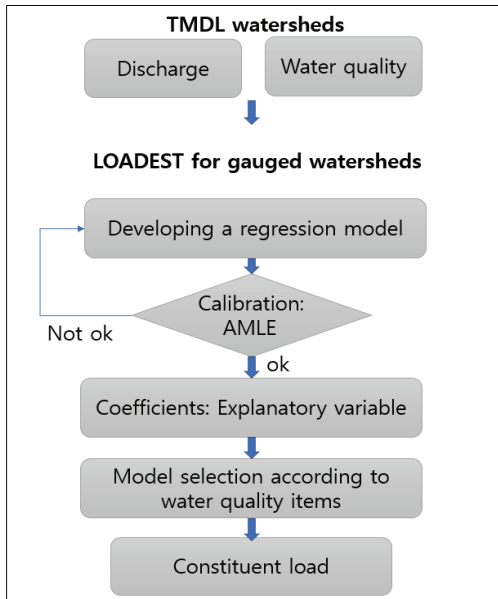 TMDL watersheds
Discharge
Water quality
LOADEST for gauged watersheds
Developing a regression model
Calibration:
AMLE
Not ok
ok
Coefficients: Explanatory variable
Model selection according to
water quality items
Constituent load